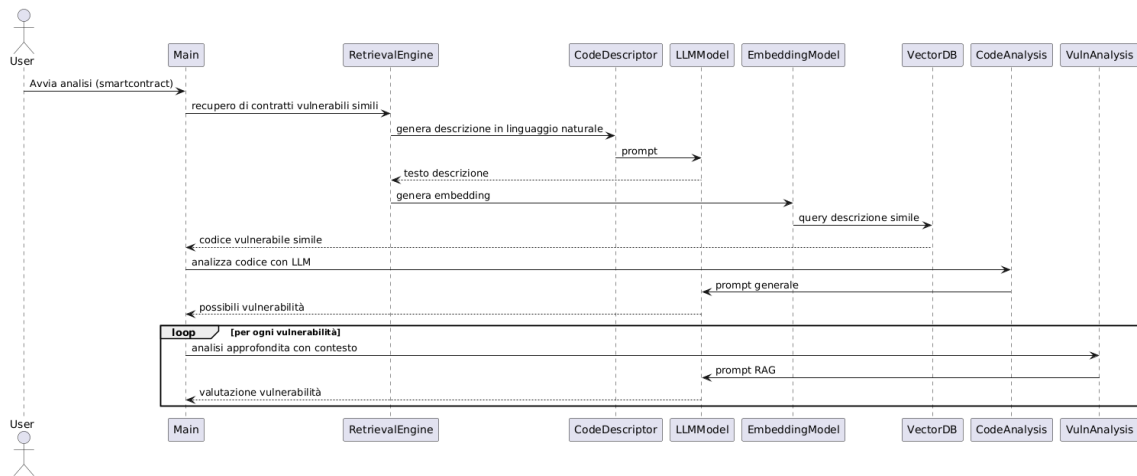 User
Main
RetrievalEngine
CodeDescriptor
LLMModel
EmbeddingModel
VectorDB
CodeAnalysis
VulnAnalysis
Avvia analisi (smartcontract)
recupero di contratti vulnerabili simili
genera descrizione in linguaggio naturale
prompt
testo descrizione
genera embedding
query descrizione simile
codice vulnerabile simile
analizza codice con LLM
prompt generale
possibili vulnerabilità
loop
[per ogni vulnerabilità]
analisi approfondita con contesto
prompt RAG
valutazione vulnerabilità
User
Main
RetrievalEngine
CodeDescriptor
LLMModel
EmbeddingModel
VectorDB
CodeAnalysis
VulnAnalysis